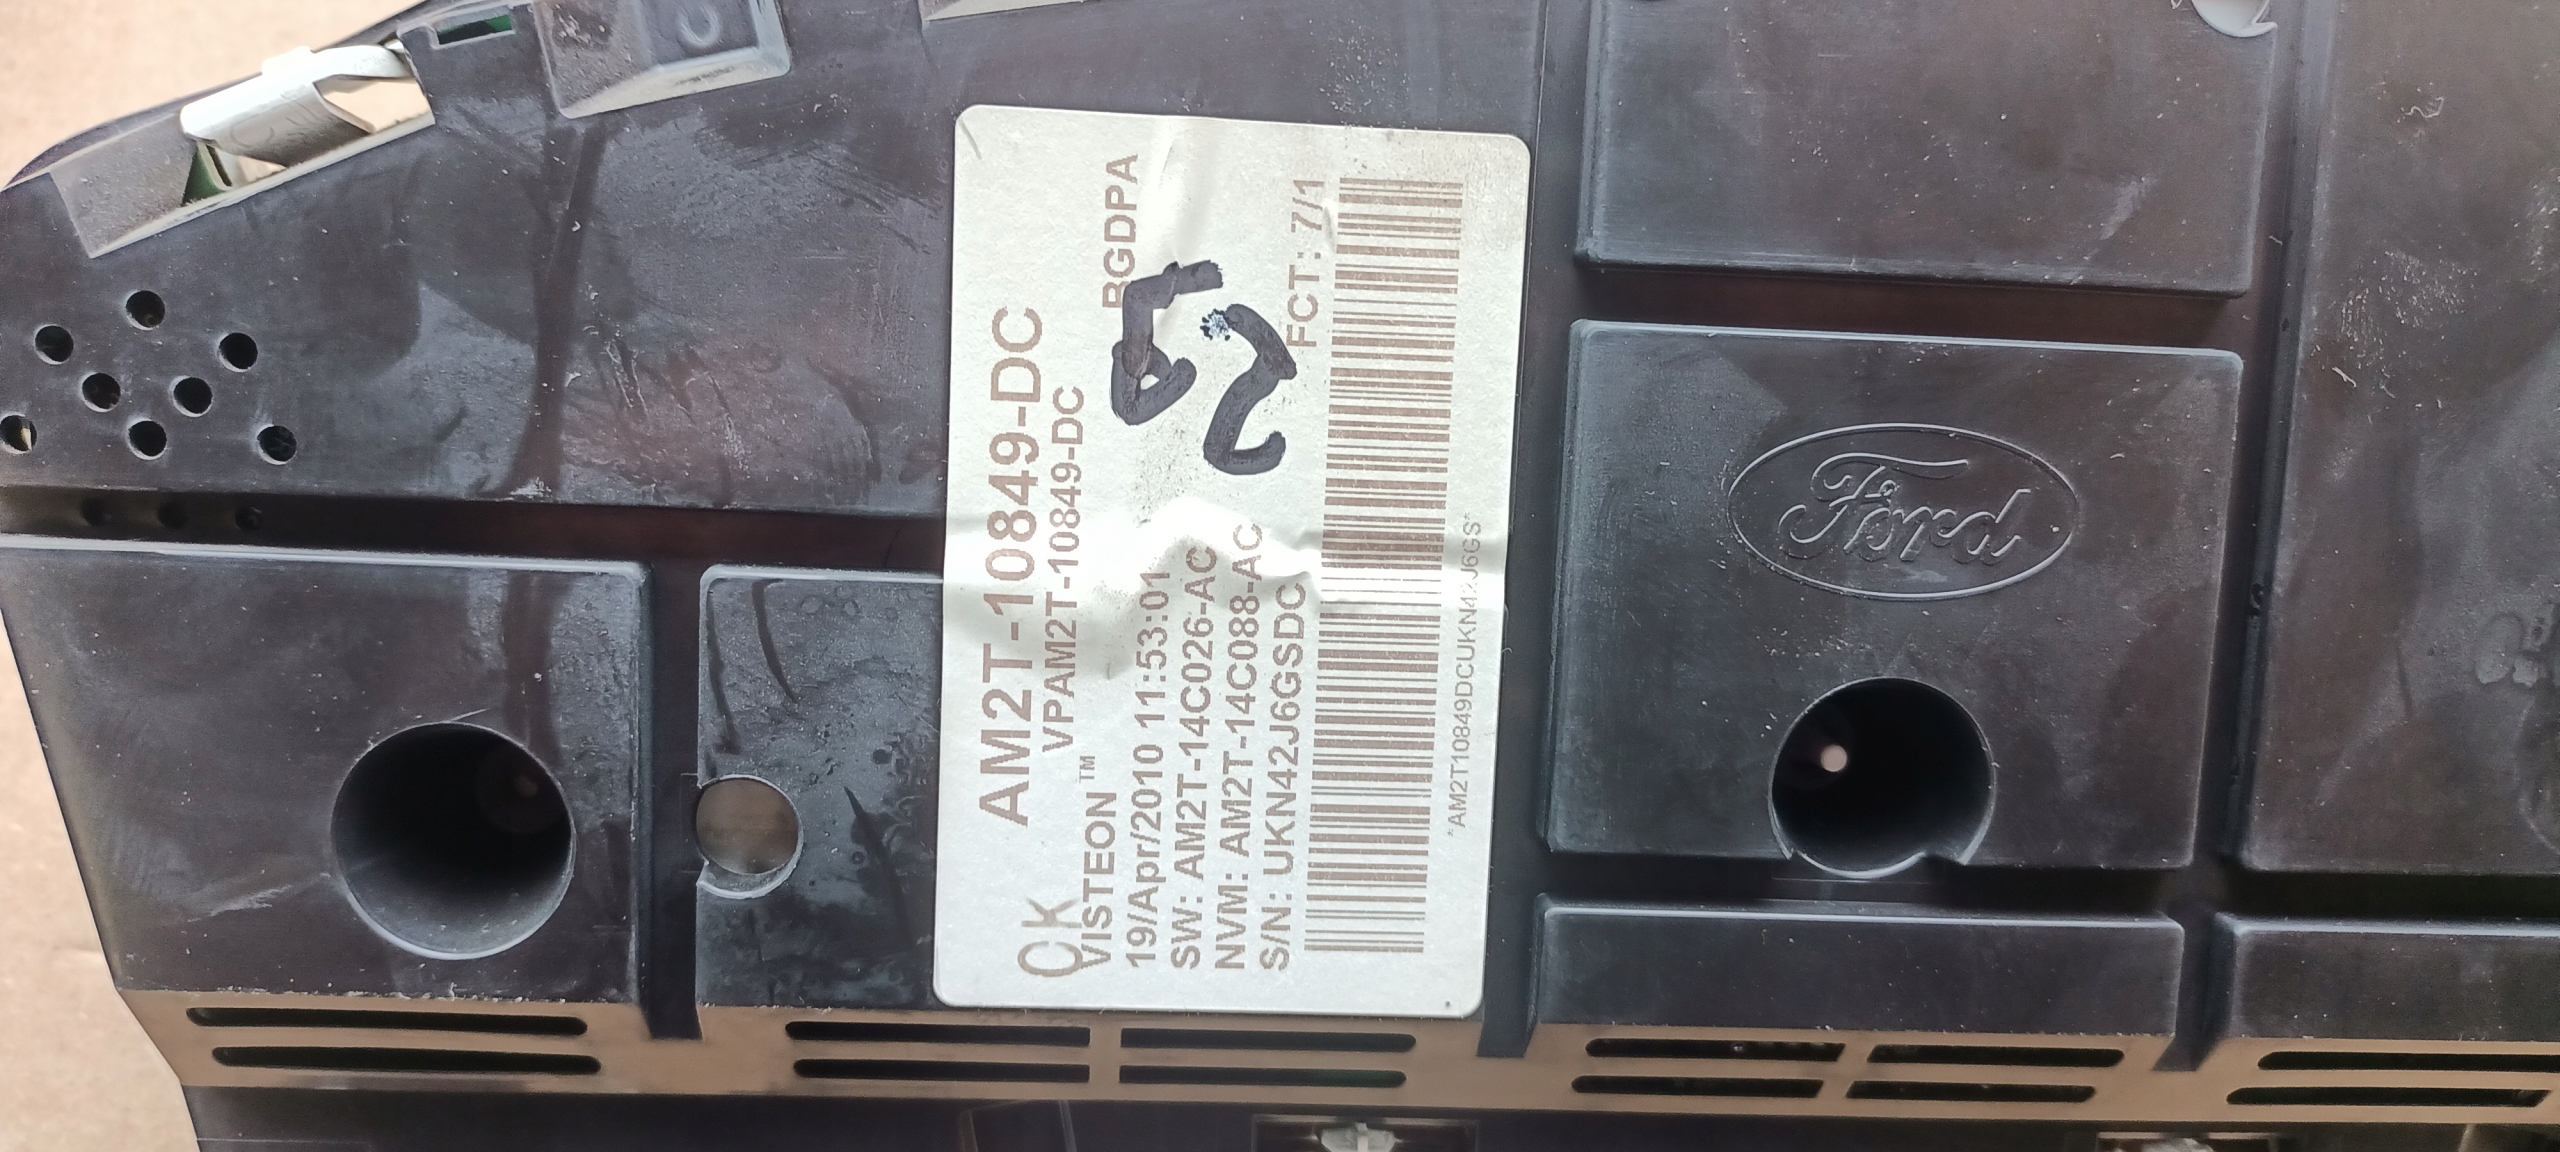 CK AM2T-10849-DC
VPAM2T-10849-DC
VISTEON™
BGDPA
19/Apr/2010 11:53:01
SW: AM2T-14C026-AC
NVM: AM2T-14C088-AC
S/N: UKN42J6GSDC
FCT: 7/1
*AM2T10849DCUKN42J6GS*
Ford